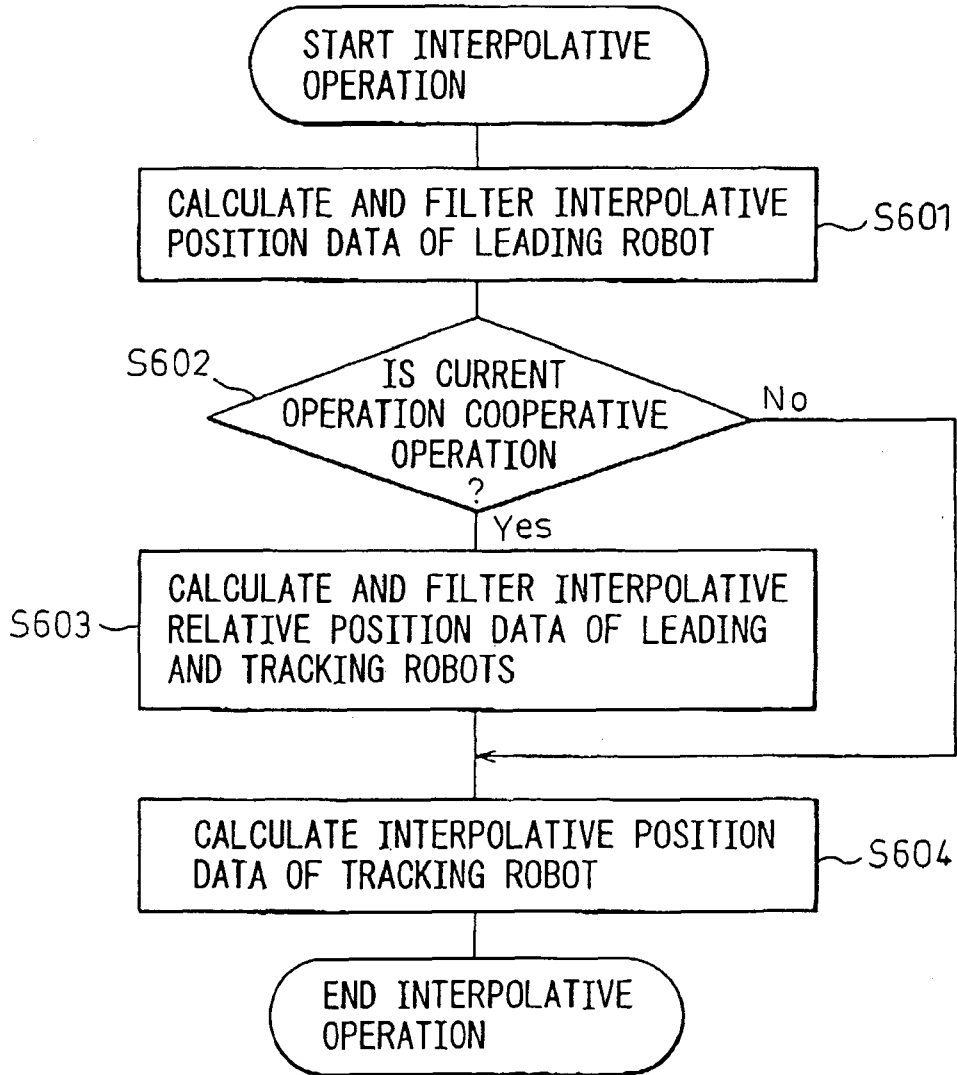 START INTERPOLATIVE
OPERATION
CALCULATE AND FILTER INTERPOLATIVE
POSITION DATA OF LEADING ROBOT
S601
S602
IS CURRENT
OPERATION COOPERATIVE
OPERATION
?
No
Yes
CALCULATE AND FILTER INTERPOLATIVE
RELATIVE POSITION DATA OF LEADING
AND TRACKING ROBOTS
S603
CALCULATE INTERPOLATIVE POSITION
DATA OF TRACKING ROBOT
S604
END INTERPOLATIVE
OPERATION